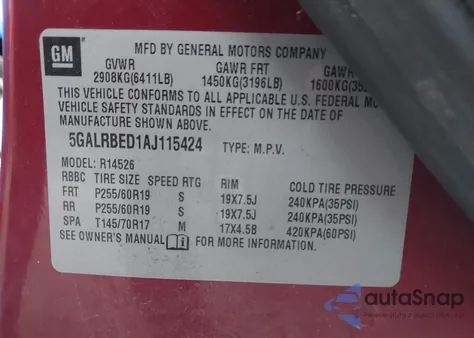 GM
MFD BY GENERAL MOTORS COMPANY
GVWR GAWR FRT GAWR
2908KG(6411LB) 1450KG(3196LB) 1600KG(35
THIS VEHICLE CONFORMS TO ALL APPLICABLE U.S. FEDERAL
VEHICLE SAFETY STANDARDS IN EFFECT ON THE DATE OF
MANUFACTURE SHOWN ABOVE.
5GALRBED1AJ115424 TYPE: M.P.V.
MODEL: R14526
RBBC TIRE SIZE SPEED RTG RIM COLD TIRE PRESSURE
FRT P255/60R19 S 19X7.5J 240KPA(35PSI)
RR P255/60R19 S 19X7.5J 240KPA(35PSI)
SPA T145/70R17 M 17X4.5B 420KPA(60PSI)
SEE OWNER'S MANUAL FOR MORE INFORMATION.
autoSnap